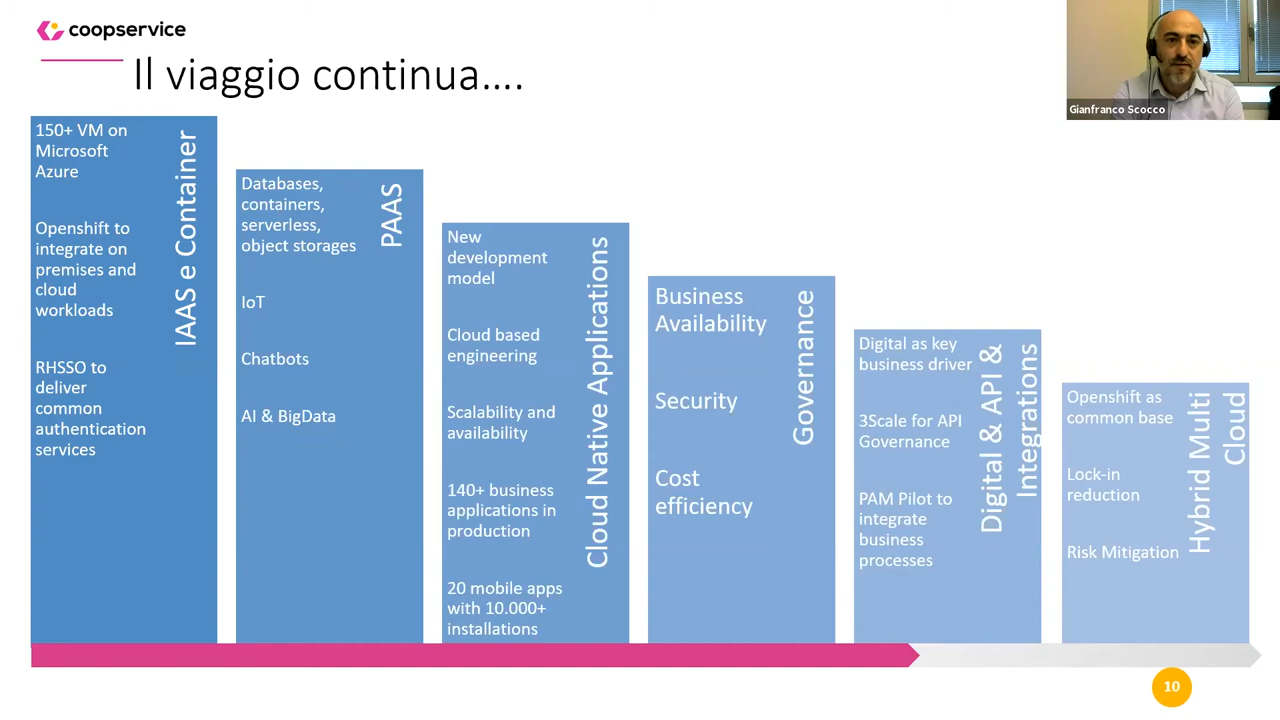 coopservice
Il viaggio continua....
Gianfranco Scocco
150+ VM on
Microsoft
Azure
Openshift to
integrate on
premises and
cloud
workloads
RHSSO to
deliver
common
authentication
services
IAAS e Container
Databases,
containers,
serverless,
object storages
IoT
Chatbots
AI & BigData
PAAS
New
development
model
Cloud based
engineering
Scalability and
availability
140+ business
applications in
production
20 mobile apps
with 10.000+
installations
Cloud Native Applications
Business
Availability
Security
Cost
efficiency
Governance
Digital as key
business driver
3Scale for API
Governance
PAM Pilot to
integrate
business
processes
Digital & API &
Integrations
Openshift as
common base
Lock-in
reduction
Risk Mitigation
Hybrid Multi
Cloud
10